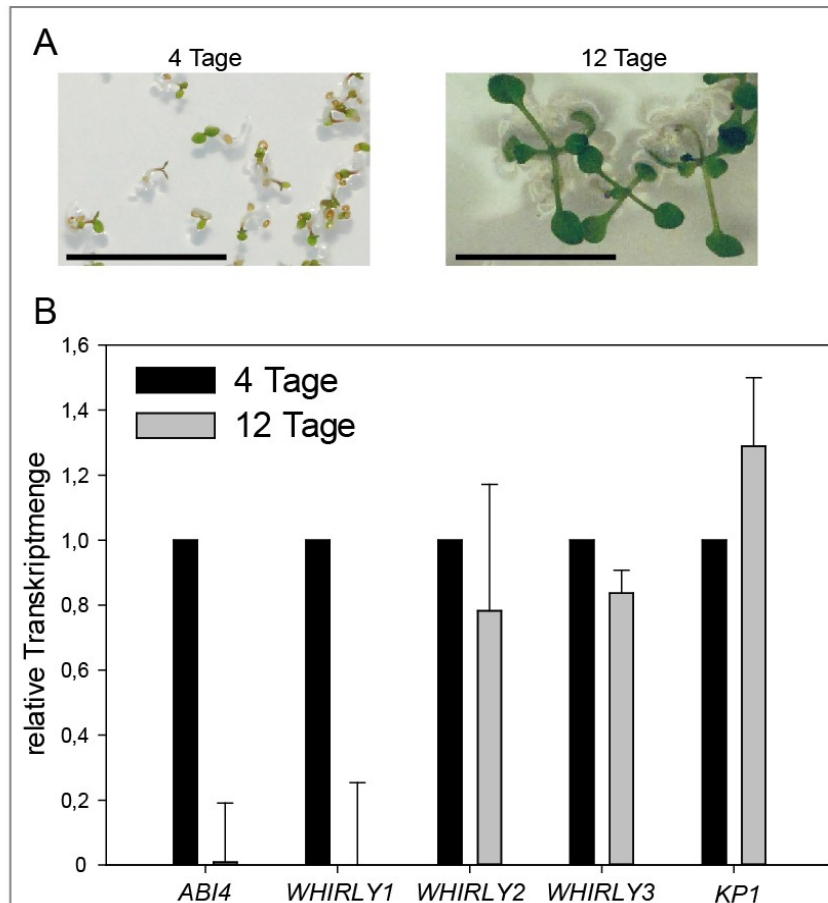 A
4 Tage
12 Tage
B
relative Transkriptmenge
1,6
1,4
1,2
1,0
0,8
0,6
0,4
0,2
0
4 Tage
12 Tage
ABI4 WHIRLY1 WHIRLY2 WHIRLY3 KP1